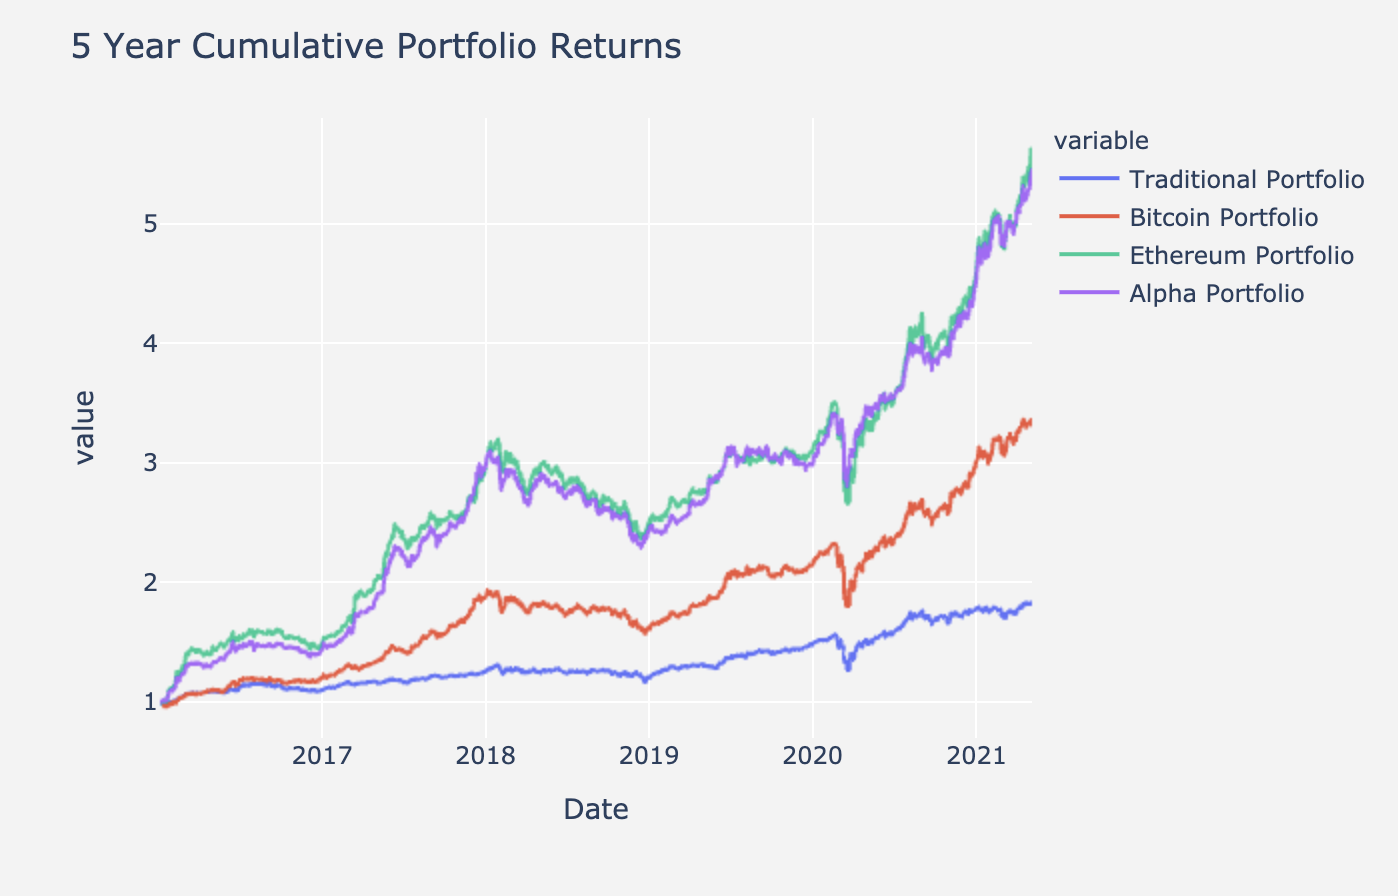 5 Year Cumulative Portfolio Returns
variable
Traditional Portfolio
Bitcoin Portfolio
Ethereum Portfolio
Alpha Portfolio
value
5
4
3
2
1
2017 2018 2019 2020 2021
Date